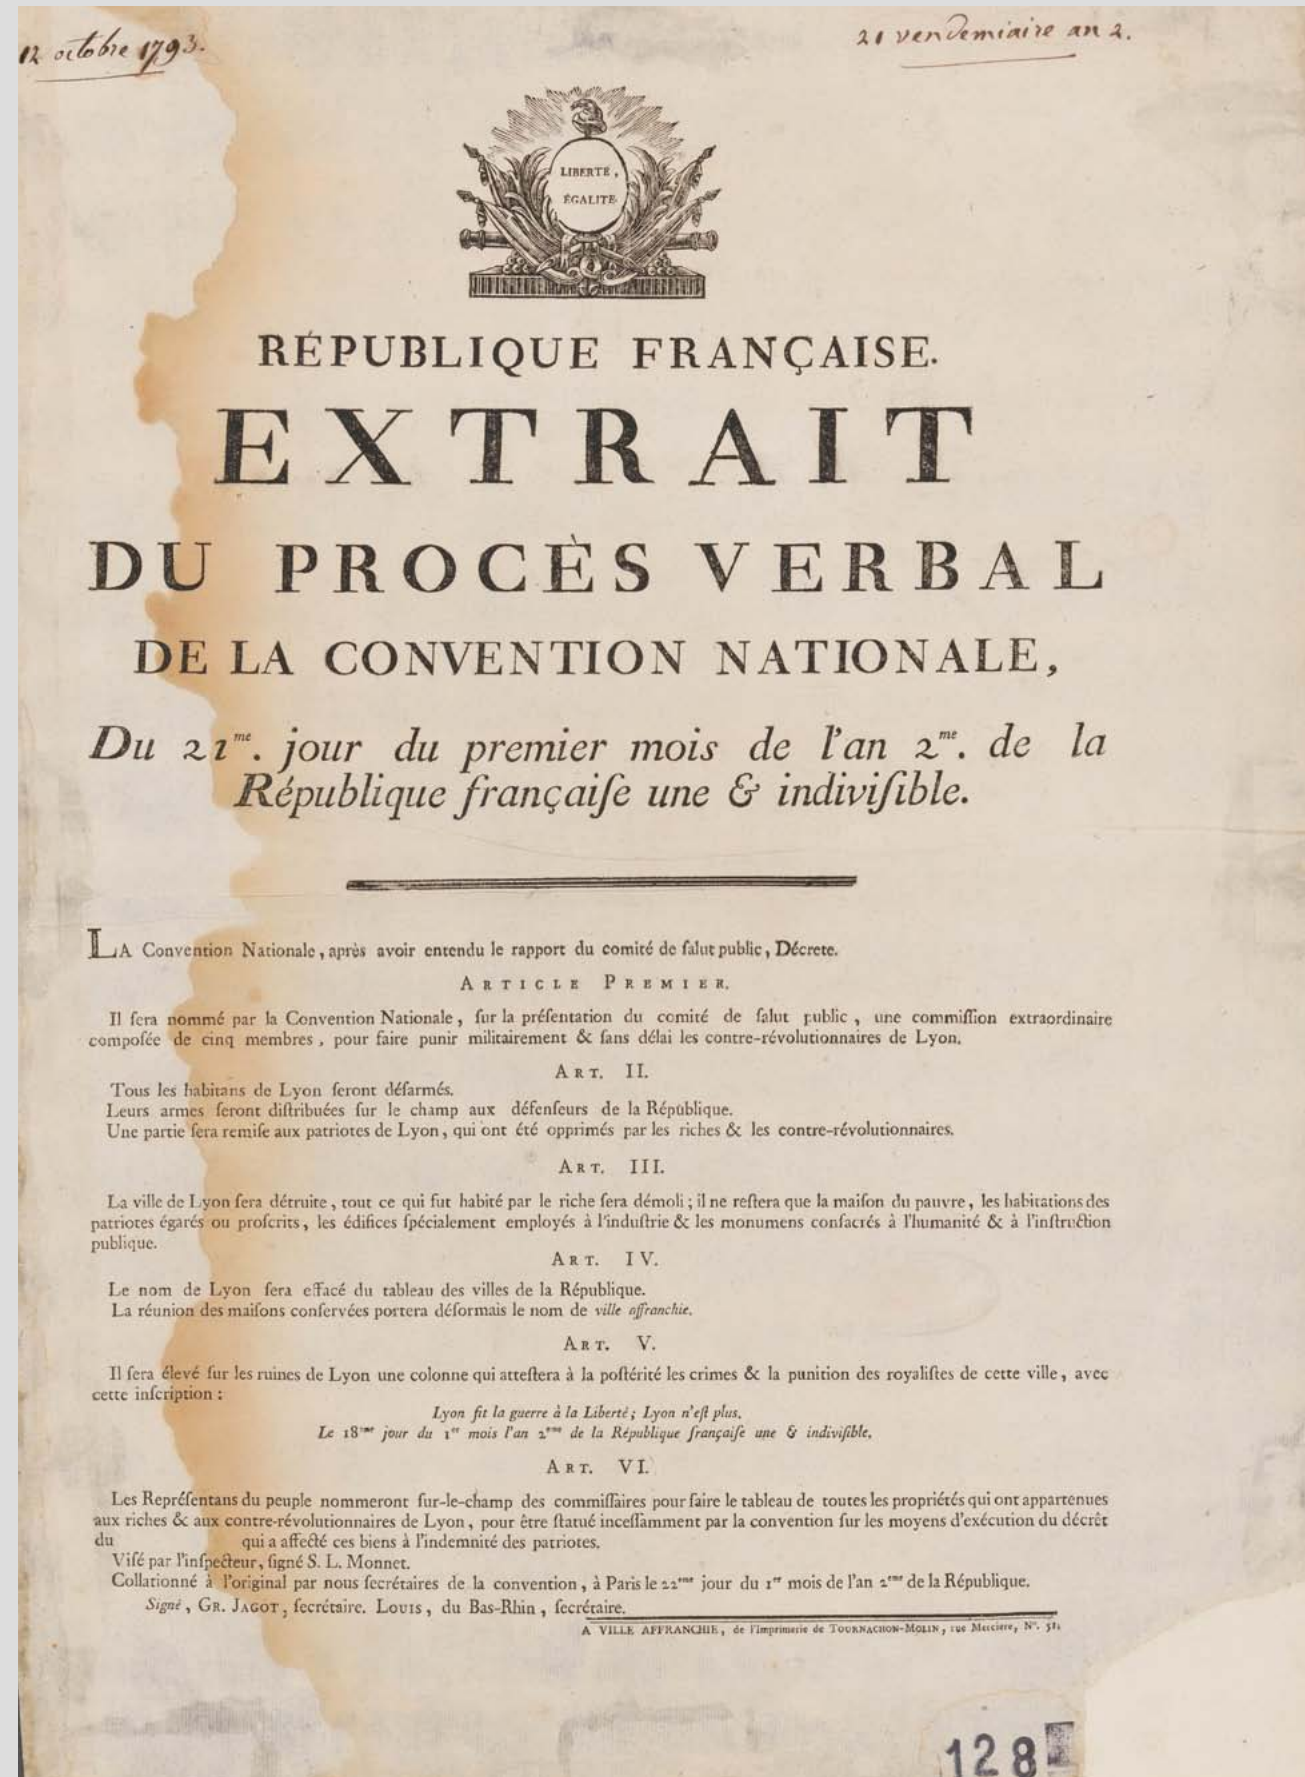 12 octobre 1793.
21 vendemiaire an 2.
LIBERTÉ,
ÉGALITÉ
RÉPUBLIQUE FRANÇAISE.
EXTRAIT
DU PROCÈS VERBAL
DE LA CONVENTION NATIONALE,
Du 21me. jour du premier mois de l'an 2me. de la
République françaiſe une & indiviſible.
LA Convention Nationale, après avoir entendu le rapport du comité de ſalut public, Décrete.
ARTICLE PREMIER.
Il ſera nommé par la Convention Nationale, ſur la préſentation du comité de ſalut public, une commiſſion extraordinaire
compoſée de cinq membres, pour faire punir militairement & ſans délai les contre-révolutionnaires de Lyon.
ART. II.
Tous les habitans de Lyon ſeront déſarmés.
Leurs armes ſeront diſtribuées ſur le champ aux défenſeurs de la République.
Une partie ſera remiſe aux patriotes de Lyon, qui ont été opprimés par les riches & les contre-révolutionnaires.
ART. III.
La ville de Lyon ſera détruite, tout ce qui fut habité par le riche ſera démoli; il ne reſtera que la maiſon du pauvre, les habitations des
patriotes égarés ou proſcrits, les édifices ſpécialement employés à l'induſtrie & les monumens conſacrés à l'humanité & à l'inſtruction
publique.
ART. IV.
Le nom de Lyon ſera effacé du tableau des villes de la République.
La réunion des maiſons conſervées portera déſormais le nom de ville affranchie.
ART. V.
Il ſera élevé ſur les ruines de Lyon une colonne qui atteſtera à la poſtérité les crimes & la punition des royaliſtes de cette ville, avec
cette inſcription :
Lyon fit la guerre à la Liberté; Lyon n'eſt plus.
Le 18me jour du 1er mois l'an 2eme de la République françaiſe une & indiviſible.
ART. VI.
Les Repréſentans du peuple nommeront ſur-le-champ des commiſſaires pour faire le tableau de toutes les propriétés qui ont appartenues
aux riches & aux contre-révolutionnaires de Lyon, pour être ſtatué inceſſamment par la convention ſur les moyens d'exécution du décrêt
du qui a affecté ces biens à l'indemnité des patriotes.
Viſé par l'inſpecteur, ſigné S. L. Monnet.
Collationné à l'original par nous ſecrétaires de la convention, à Paris le 22eme jour du 1er mois de l'an 2eme de la République.
Signé, GR. JAGOT, ſecrétaire. LOUIS, du Bas-Rhin, ſecrétaire.
A VILLE AFFRANCHIE, de l'Imprimerie de TOURNACHON-MOLIN, rue Merciere, N°. 51.
128